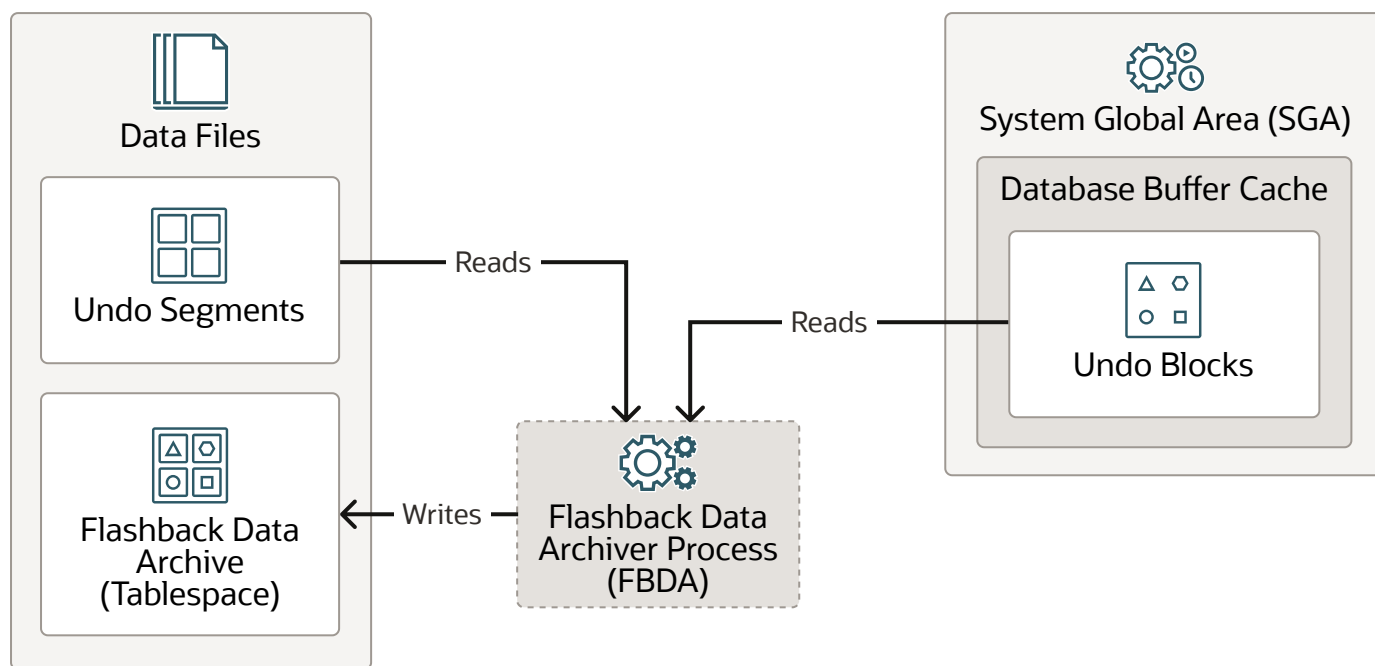 Data Files
Undo Segments
Flashback Data
Archive
(Tablespace)
Reads
Writes
Flashback Data
Archiver Process
(FBDA)
Reads
System Global Area (SGA)
Database Buffer Cache
Undo Blocks